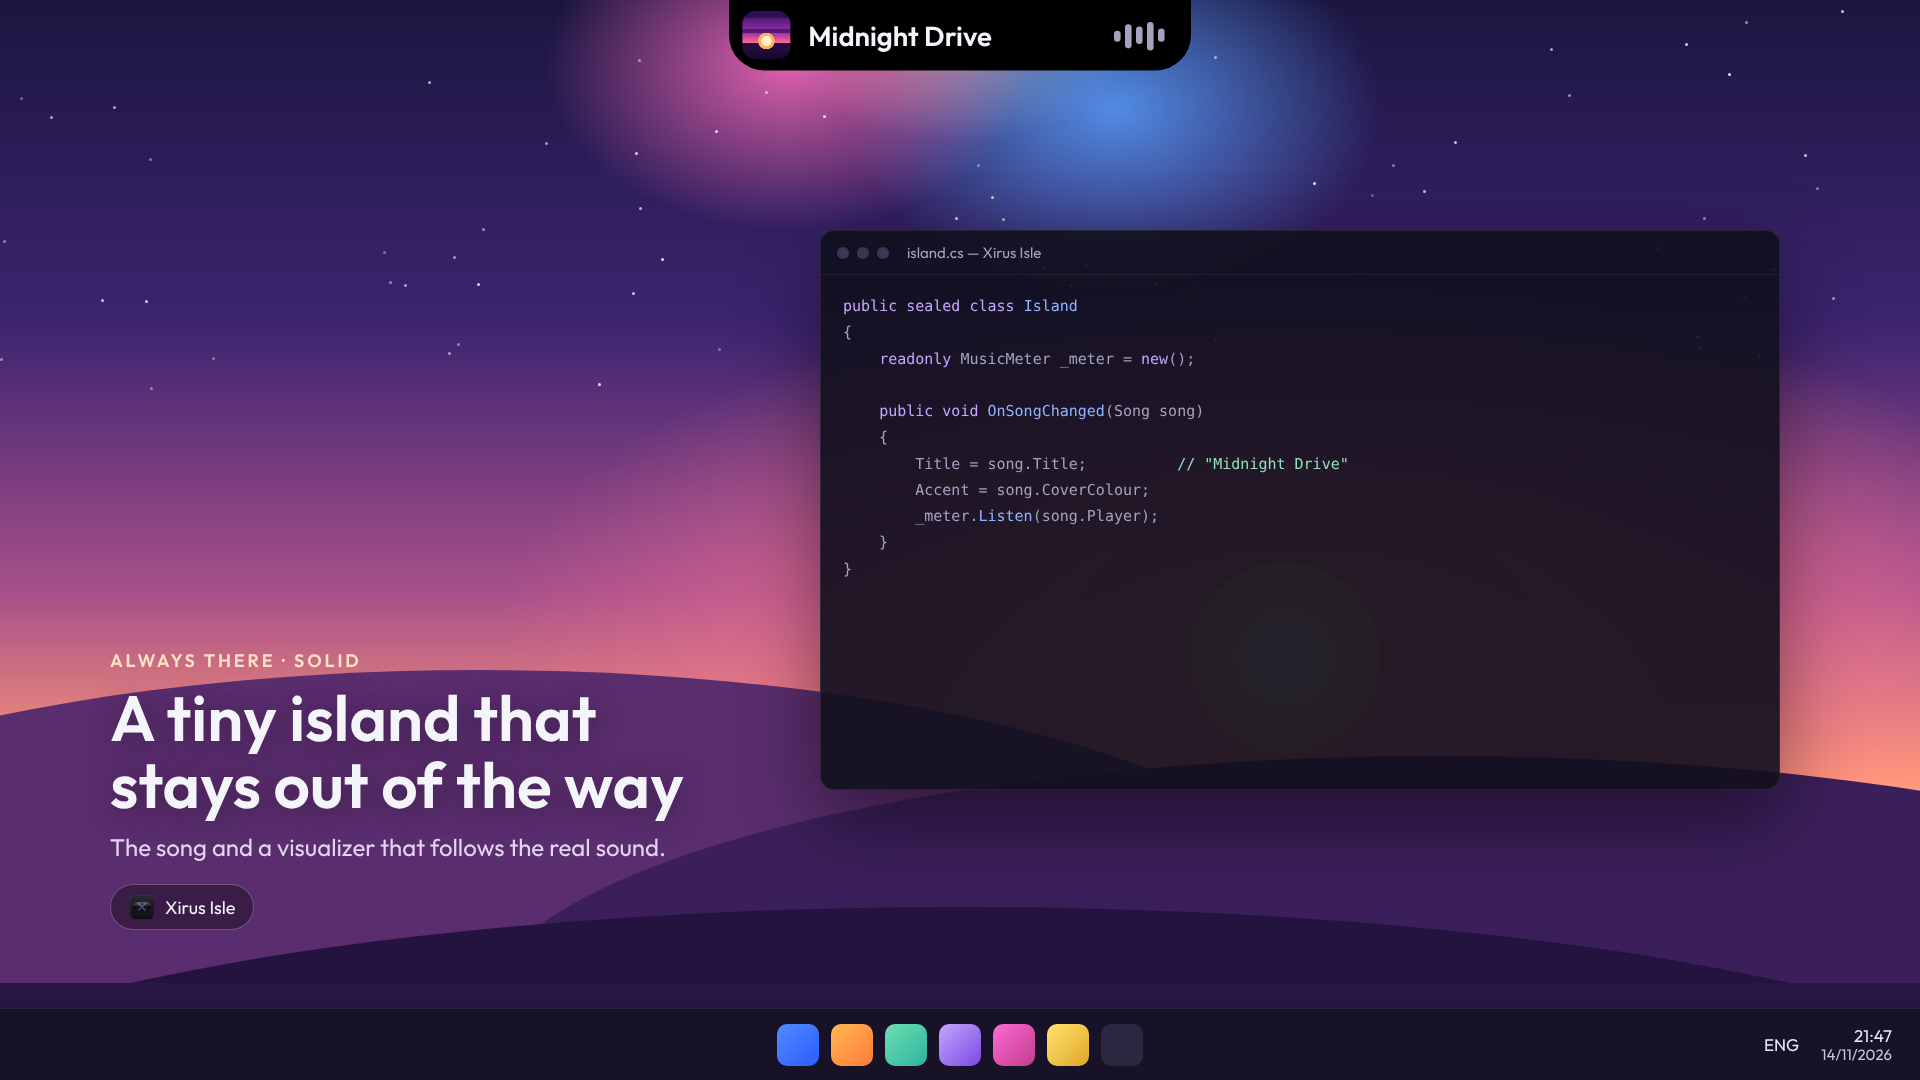 Midnight Drive
island.cs — Xirus Isle
public sealed class Island
{
    readonly MusicMeter _meter = new();

    public void OnSongChanged(Song song)
    {
        Title = song.Title;          // "Midnight Drive"
        Accent = song.CoverColour;
        _meter.Listen(song.Player);
    }
}
ALWAYS THERE · SOLID
A tiny island that
stays out of the way
The song and a visualizer that follows the real sound.
Xirus Isle
ENG
21:47
14/11/2026